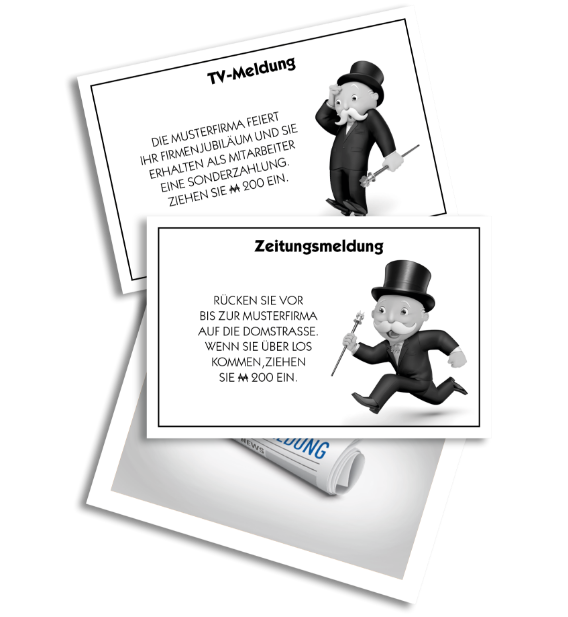 TV-Meldung
DIE MUSTERFIRMA FEIERT
IHR FIRMENJUBILÄUM UND SIE
ERHALTEN ALS MITARBEITER
EINE SONDERZAHLUNG.
ZIEHEN SIE M 200 EIN.
Zeitungsmeldung
RÜCKEN SIE VOR
BIS ZUR MUSTERFIRMA
AUF DIE DOMSTRASSE.
WENN SIE ÜBER LOS
KOMMEN,ZIEHEN
SIE M 200 EIN.
NEWS